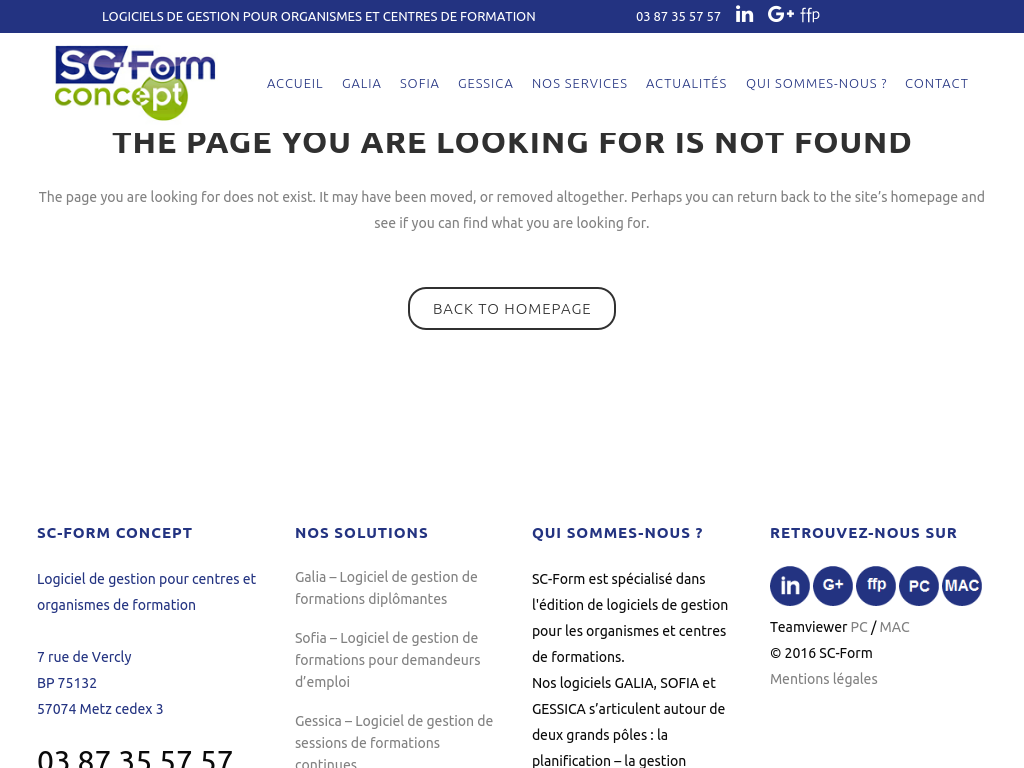 LOGICIELS DE GESTION POUR ORGANISMES ET CENTRES DE FORMATION
03 87 35 57 57
in G+ ffp
SC-Form
concept
ACCUEIL GALIA SOFIA GESSICA NOS SERVICES ACTUALITÉS QUI SOMMES-NOUS ? CONTACT
THE PAGE YOU ARE LOOKING FOR IS NOT FOUND
The page you are looking for does not exist. It may have been moved, or removed altogether. Perhaps you can return back to the site’s homepage and
see if you can find what you are looking for.
BACK TO HOMEPAGE
SC-FORM CONCEPT
Logiciel de gestion pour centres et
organismes de formation
7 rue de Vercly
BP 75132
57074 Metz cedex 3
03 87 35 57 57
NOS SOLUTIONS
Galia – Logiciel de gestion de
formations diplômantes
Sofia – Logiciel de gestion de
formations pour demandeurs
d’emploi
Gessica – Logiciel de gestion de
sessions de formations
continues
QUI SOMMES-NOUS ?
SC-Form est spécialisé dans
l'édition de logiciels de gestion
pour les organismes et centres
de formations.
Nos logiciels GALIA, SOFIA et
GESSICA s’articulent autour de
deux grands pôles : la
planification – la gestion
RETROUVEZ-NOUS SUR
in G+ ffp PC MAC
Teamviewer PC / MAC
© 2016 SC-Form
Mentions légales